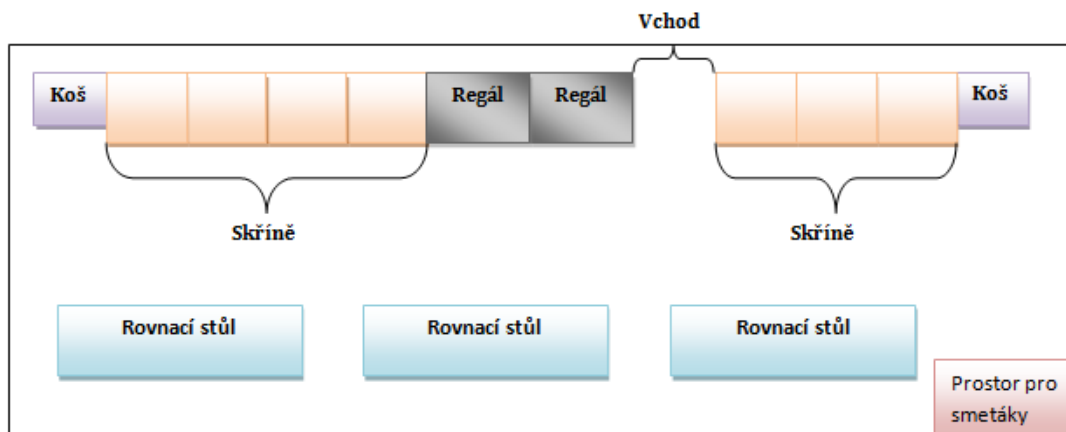 Vchod
Koš
Regál
Regál
Koš
Skříně
Skříně
Rovnací stůl
Rovnací stůl
Rovnací stůl
Prostor pro
smetáky